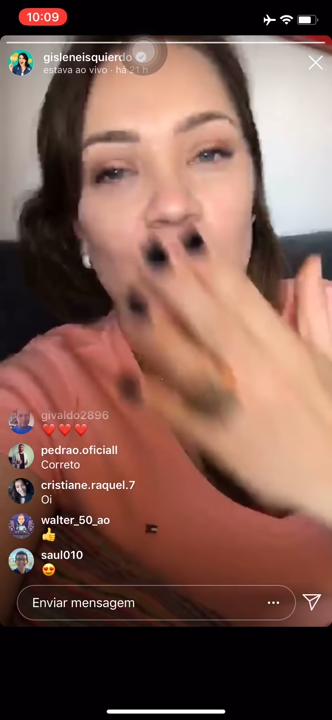 10:09
gisleneisquierdo
estava ao vivo · há 21 h
givaldo2896
❤️❤️❤️
pedrao.oficiall
Correto
cristiane.raquel.7
Oi
walter_50_ao
👍
saul010
😍
Enviar mensagem